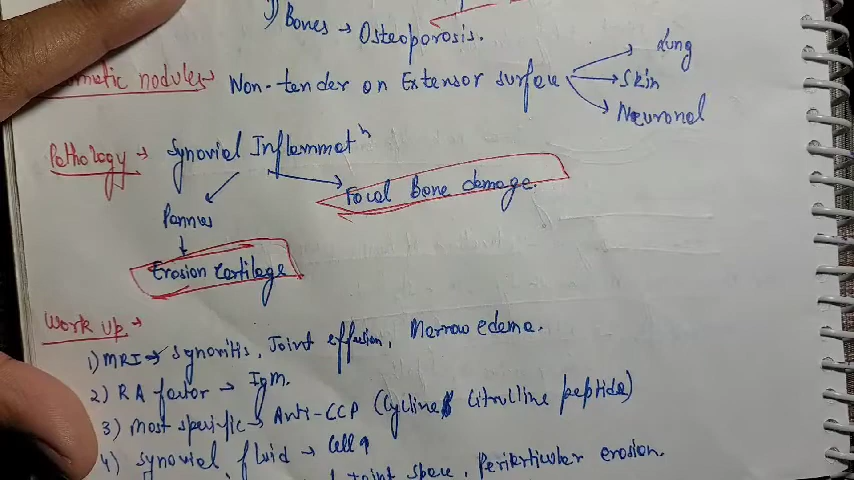 Bones → Osteoporosis.
matic nodules → Non-tender on Extensor surface → Lung
→ Skin
→ Neuronal
Pathology → Synovial Inflammatn
Focal Bone damage.
Pannus
↓
Erosion cartilage
Work up →
1) MRI → Synovitis, Joint effusion, Marrow edema.
2) RA factor → IgM.
3) Most specific → Anti-CCP (Cycline Citrulline peptide)
4) Synovial fluid → Cell ↑
Joint space, Periarticular erosion.